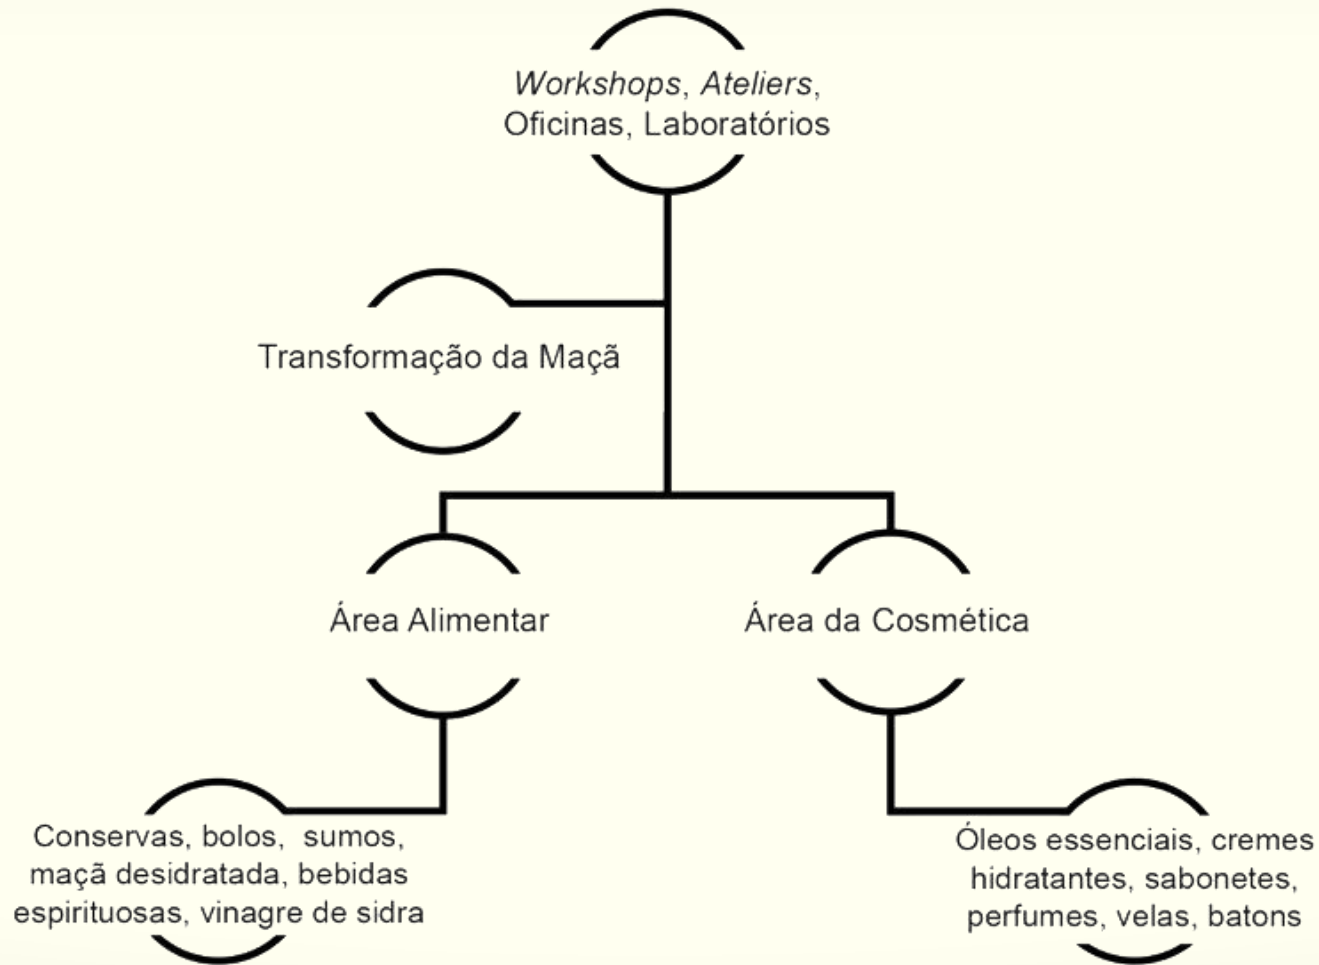 Workshops, Ateliers,
Oficinas, Laboratórios
Transformação da Maçã
Área Alimentar
Área da Cosmética
Conservas, bolos, sumos,
maçã desidratada, bebidas
espirituosas, vinagre de sidra
Óleos essenciais, cremes
hidratantes, sabonetes,
perfumes, velas, batons